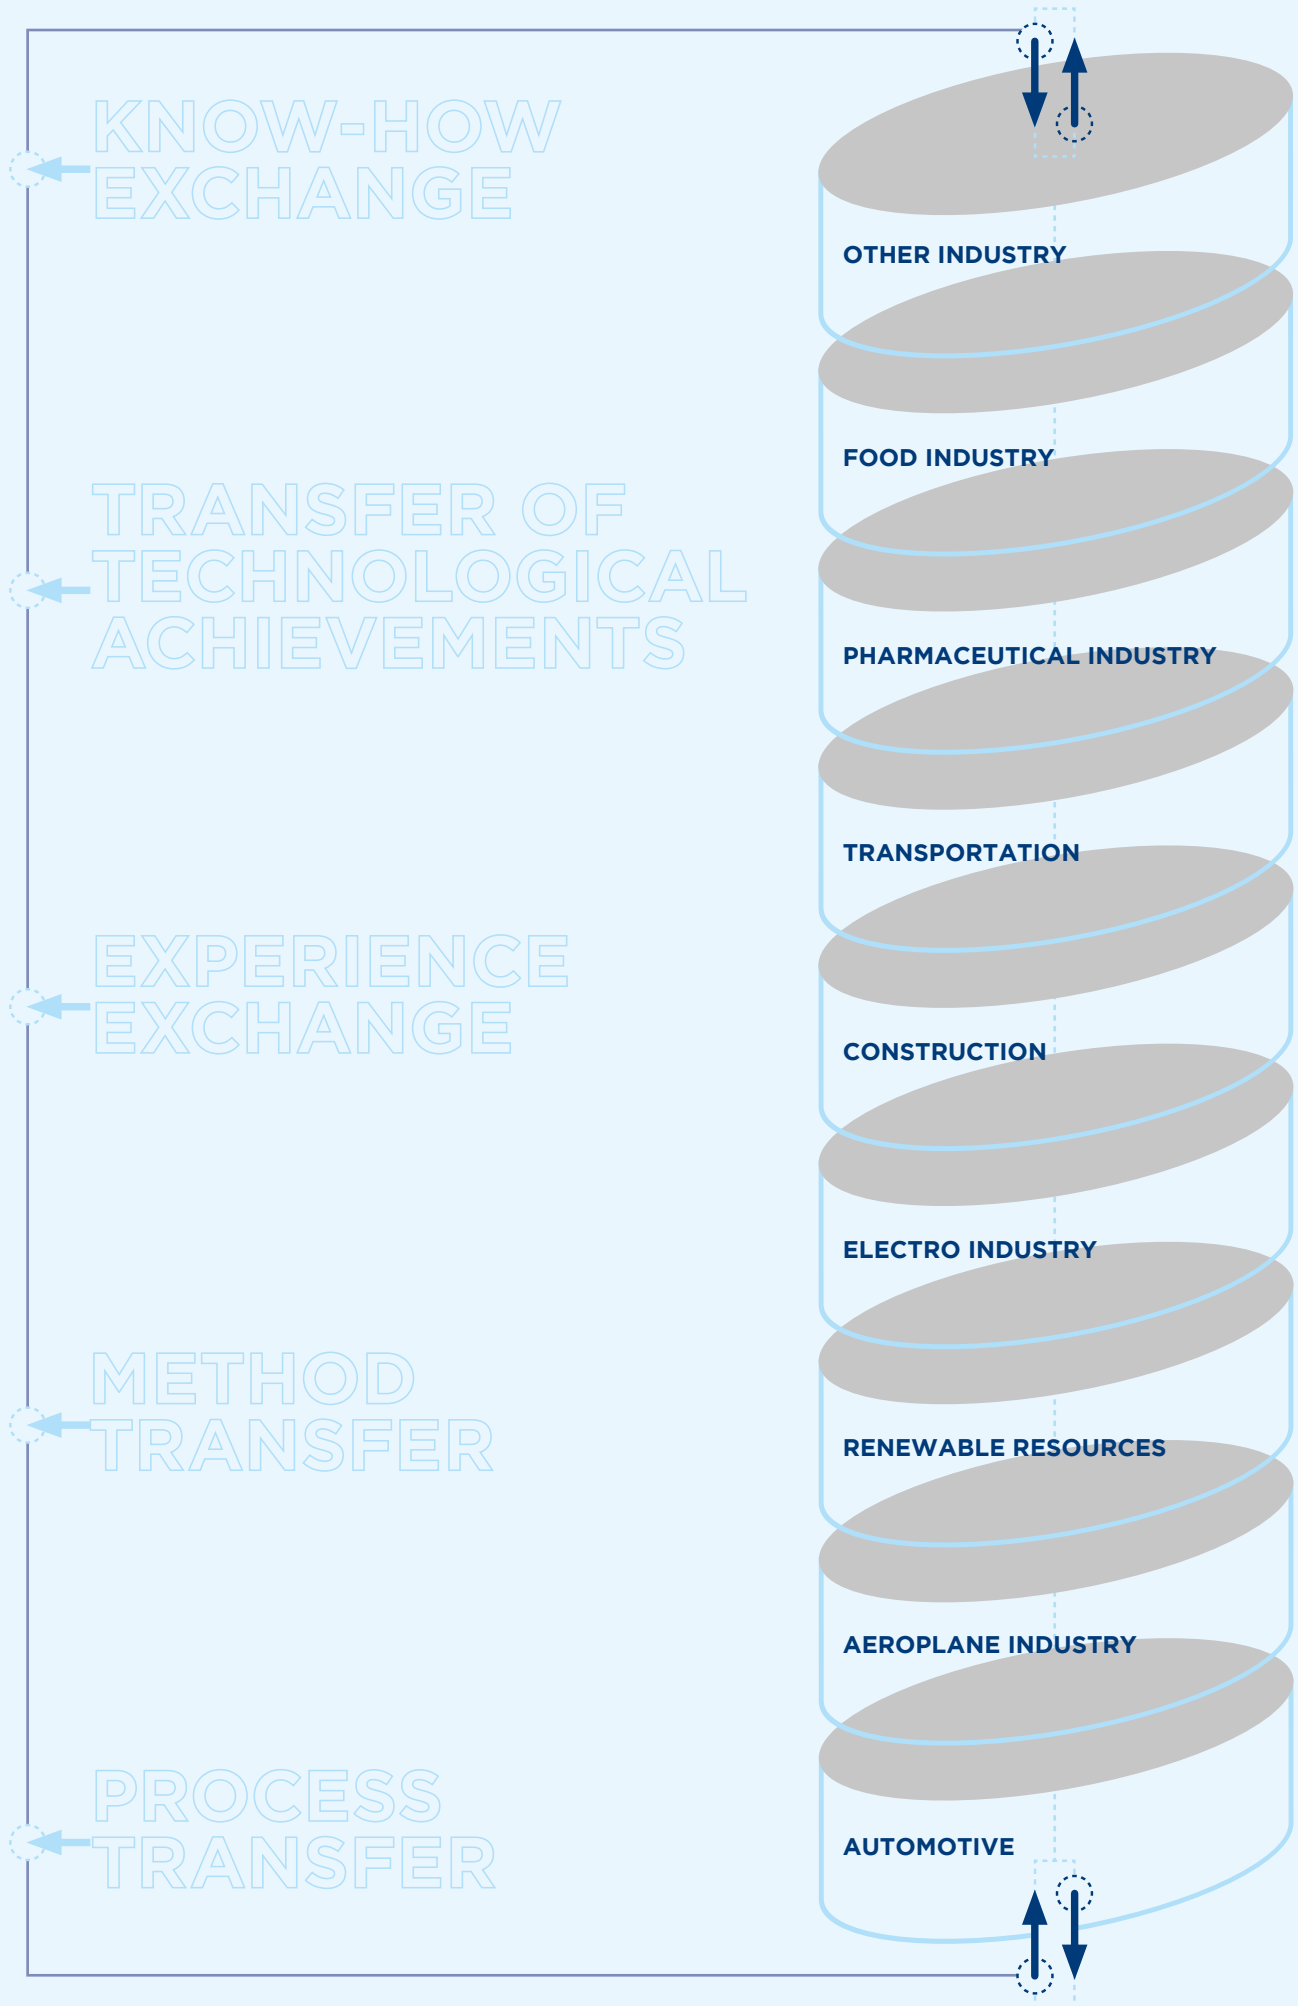 KNOW-HOW
EXCHANGE
TRANSFER OF
TECHNOLOGICAL
ACHIEVEMENTS
EXPERIENCE
EXCHANGE
METHOD
TRANSFER
PROCESS
TRANSFER
OTHER INDUSTRY
FOOD INDUSTRY
PHARMACEUTICAL INDUSTRY
TRANSPORTATION
CONSTRUCTION
ELECTRO INDUSTRY
RENEWABLE RESOURCES
AEROPLANE INDUSTRY
AUTOMOTIVE